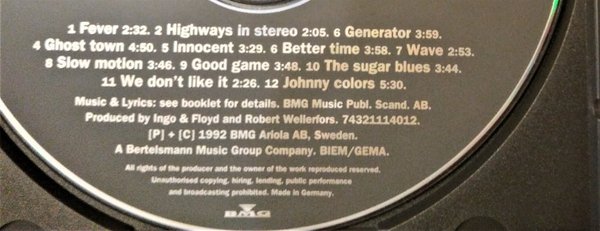 1 Fever 2:32. 2 Highways in stereo 2:05. 6 Generator 3:59.
4 Ghost town 4:50. 5 Innocent 3:29. 6 Better time 3:58. 7 Wave 2:53.
8 Slow motion 3:46. 9 Good game 3:48. 10 The sugar blues 3:44.
11 We don't like it 2:26. 12 Johnny colors 5:30.
Music & Lyrics: see booklet for details. BMG Music Publ. Scand. AB.
Produced by Ingo & Floyd and Robert Wellerfors. 74321114012.
[P] + [C] 1992 BMG Ariola AB, Sweden.
A Bertelsmann Music Group Company. BIEM/GEMA.
All rights of the producer and the owner of the work reproduced reserved.
Unauthorised copying, hiring, lending, public performance
and broadcasting prohibited. Made in Germany.
BMG